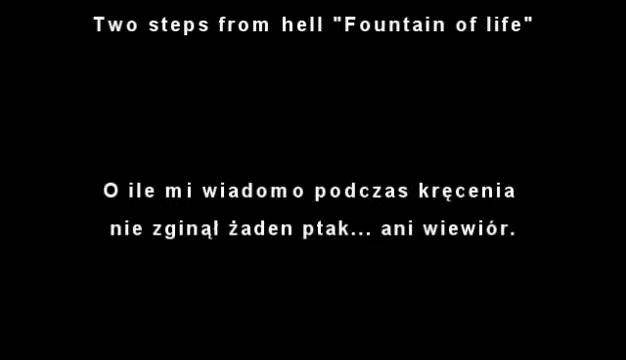 Two steps from hell "Fountain of life"
O ile mi wiadomo podczas kręcenia
nie zginął żaden ptak... ani wiewiór.